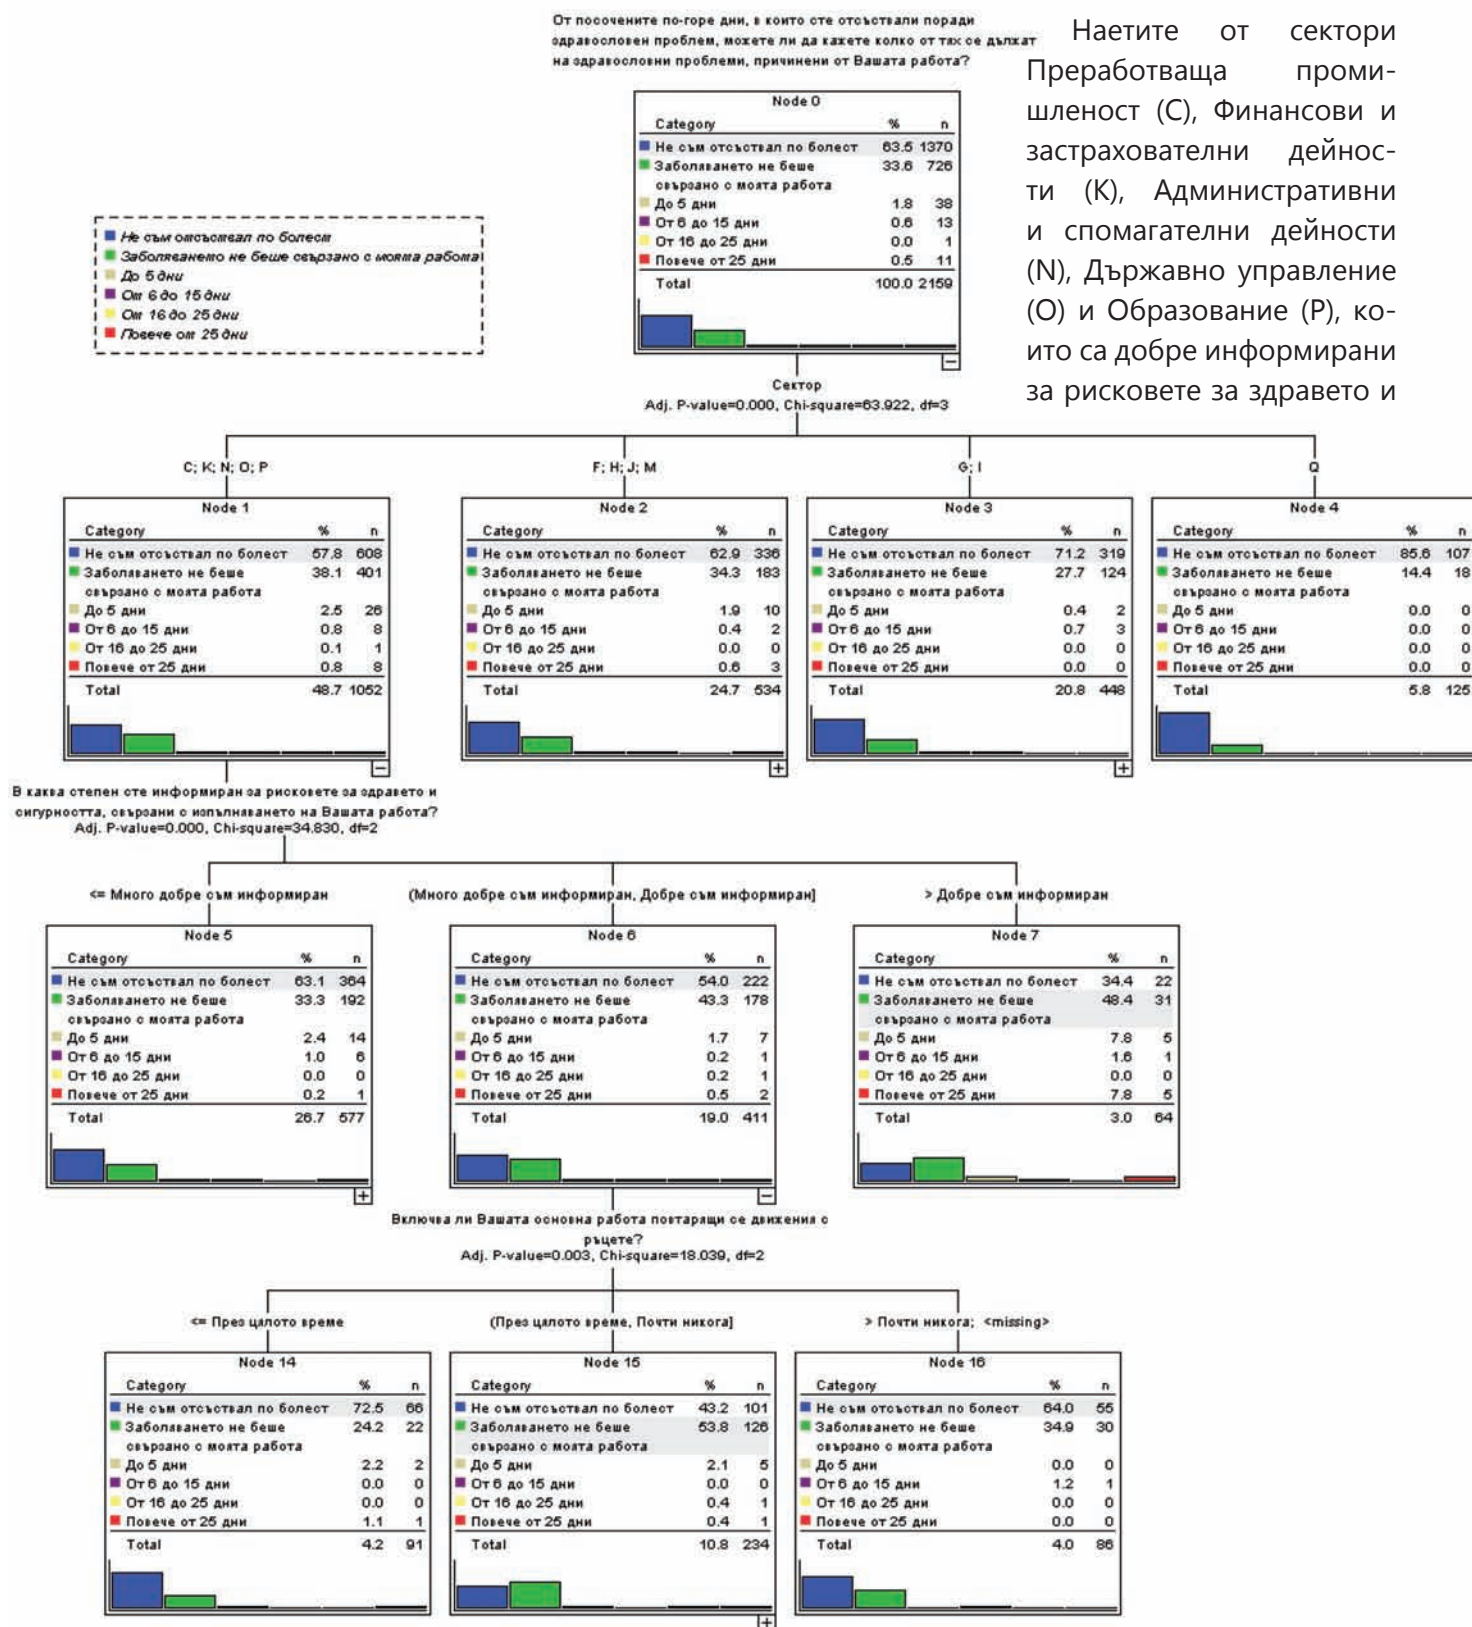 От посочените по-горе дни, в които сте отсъствали поради
здравословен проблем, можете ли да кажете колко от тях се дължат
на здравословни проблеми, причинени от Вашата работа?
Наетите от сектори
Преработваща проми-
шленост (C), Финансови и
застрахователни дейнос-
ти (K), Административни
и спомагателни дейности
(N), Държавно управление
(O) и Образование (P), ко-
ито са добре информирани
за рисковете за здравето и
Node 0
Category % n
Не съм отсъствал по болест 63.5 1370
Заболяването не беше 33.6 726
свързано с моята работа
До 5 дни 1.8 38
От 6 до 15 дни 0.6 13
От 16 до 25 дни 0.0 1
Повече от 25 дни 0.5 11
Total 100.0 2159
Не съм отсъствал по болест
Заболяването не беше свързано с моята работа
До 5 дни
От 6 до 15 дни
От 16 до 25 дни
Повече от 25 дни
Сектор
Adj. P-value=0.000, Chi-square=63.922, df=3
C; K; N; O; P
Node 1
Category % n
Не съм отсъствал по болест 57.8 608
Заболяването не беше 38.1 401
свързано с моята работа
До 5 дни 2.5 26
От 6 до 15 дни 0.8 8
От 16 до 25 дни 0.1 1
Повече от 25 дни 0.8 8
Total 48.7 1052
F; H; J; M
Node 2
Category % n
Не съм отсъствал по болест 62.9 336
Заболяването не беше 34.3 183
свързано с моята работа
До 5 дни 1.9 10
От 6 до 15 дни 0.4 2
От 16 до 25 дни 0.0 0
Повече от 25 дни 0.6 3
Total 24.7 534
G; I
Node 3
Category % n
Не съм отсъствал по болест 71.2 319
Заболяването не беше 27.7 124
свързано с моята работа
До 5 дни 0.4 2
От 6 до 15 дни 0.7 3
От 16 до 25 дни 0.0 0
Повече от 25 дни 0.0 0
Total 20.8 448
Q
Node 4
Category % n
Не съм отсъствал по болест 85.6 107
Заболяването не беше 14.4 18
свързано с моята работа
До 5 дни 0.0 0
От 6 до 15 дни 0.0 0
От 16 до 25 дни 0.0 0
Повече от 25 дни 0.0 0
Total 5.8 125
В каква степен сте информиран за рисковете за здравето и
сигурността, свързани с изпълняването на Вашата работа?
Adj. P-value=0.000, Chi-square=34.830, df=2
<= Много добре съм информиран
Node 5
Category % n
Не съм отсъствал по болест 63.1 364
Заболяването не беше 33.3 192
свързано с моята работа
До 5 дни 2.4 14
От 6 до 15 дни 1.0 6
От 16 до 25 дни 0.0 0
Повече от 25 дни 0.2 1
Total 26.7 577
(Много добре съм информиран, Добре съм информиран]
Node 6
Category % n
Не съм отсъствал по болест 54.0 222
Заболяването не беше 43.3 178
свързано с моята работа
До 5 дни 1.7 7
От 6 до 15 дни 0.2 1
От 16 до 25 дни 0.2 1
Повече от 25 дни 0.5 2
Total 19.0 411
> Добре съм информиран
Node 7
Category % n
Не съм отсъствал по болест 34.4 22
Заболяването не беше 48.4 31
свързано с моята работа
До 5 дни 7.8 5
От 6 до 15 дни 1.6 1
От 16 до 25 дни 0.0 0
Повече от 25 дни 7.8 5
Total 3.0 64
Включва ли Вашата основна работа повтарящи се движения с
ръцете?
Adj. P-value=0.003, Chi-square=18.039, df=2
<= През цялото време
Node 14
Category % n
Не съм отсъствал по болест 72.5 66
Заболяването не беше 24.2 22
свързано с моята работа
До 5 дни 2.2 2
От 6 до 15 дни 0.0 0
От 16 до 25 дни 0.0 0
Повече от 25 дни 1.1 1
Total 4.2 91
(През цялото време, Почти никога]
Node 15
Category % n
Не съм отсъствал по болест 43.2 101
Заболяването не беше 53.8 126
свързано с моята работа
До 5 дни 2.1 5
От 6 до 15 дни 0.0 0
От 16 до 25 дни 0.4 1
Повече от 25 дни 0.4 1
Total 10.8 234
> Почти никога; <missing>
Node 16
Category % n
Не съм отсъствал по болест 64.0 55
Заболяването не беше 34.9 30
свързано с моята работа
До 5 дни 0.0 0
От 6 до 15 дни 1.2 1
От 16 до 25 дни 0.0 0
Повече от 25 дни 0.0 0
Total 4.0 86